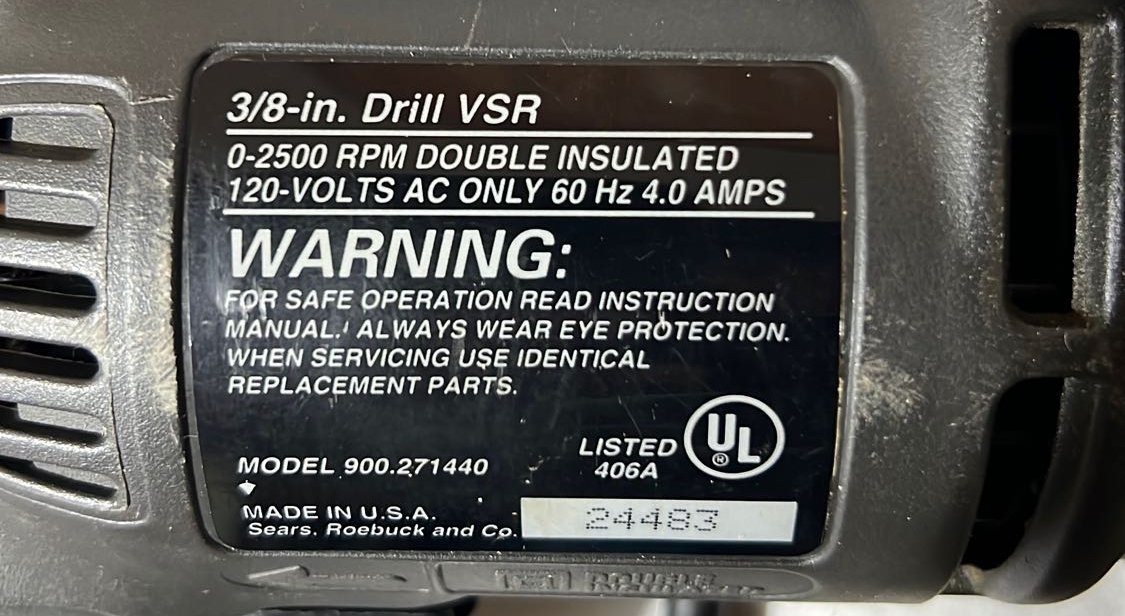 3/8-in. Drill VSR
0-2500 RPM DOUBLE INSULATED
120-VOLTS AC ONLY 60 Hz 4.0 AMPS
WARNING:
FOR SAFE OPERATION READ INSTRUCTION
MANUAL. ALWAYS WEAR EYE PROTECTION.
WHEN SERVICING USE IDENTICAL
REPLACEMENT PARTS.
LISTED
406A
UL
®
MODEL 900.271440
MADE IN U.S.A.
Sears, Roebuck and Co.
24483
DOUBLE